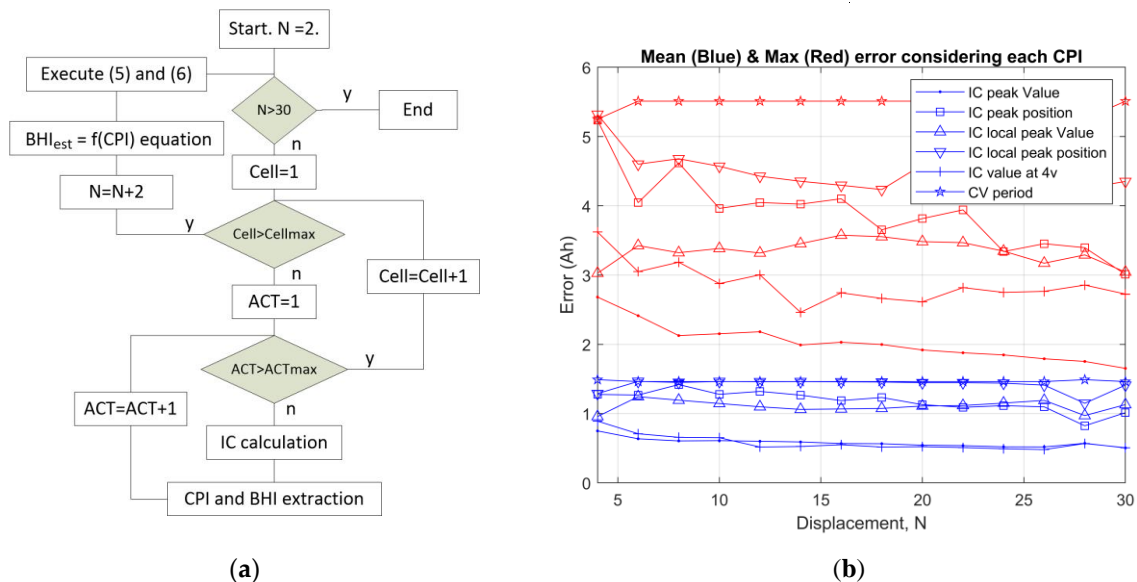 Start. N =2.
Execute (5) and (6)
N>30
y
End
BHIest = f(CPI) equation
n
Cell=1
N=N+2
y
Cell>Cellmax
n
Cell=Cell+1
ACT=1
ACT>ACTmax
y
ACT=ACT+1
n
IC calculation
CPI and BHI extraction
(a)
Mean (Blue) & Max (Red) error considering each CPI
6
5
4
3
2
1
0
Error (Ah)
IC peak Value
IC peak position
IC local peak Value
IC local peak position
IC value at 4v
CV period
5
10
15
20
25
30
Displacement, N
(b)